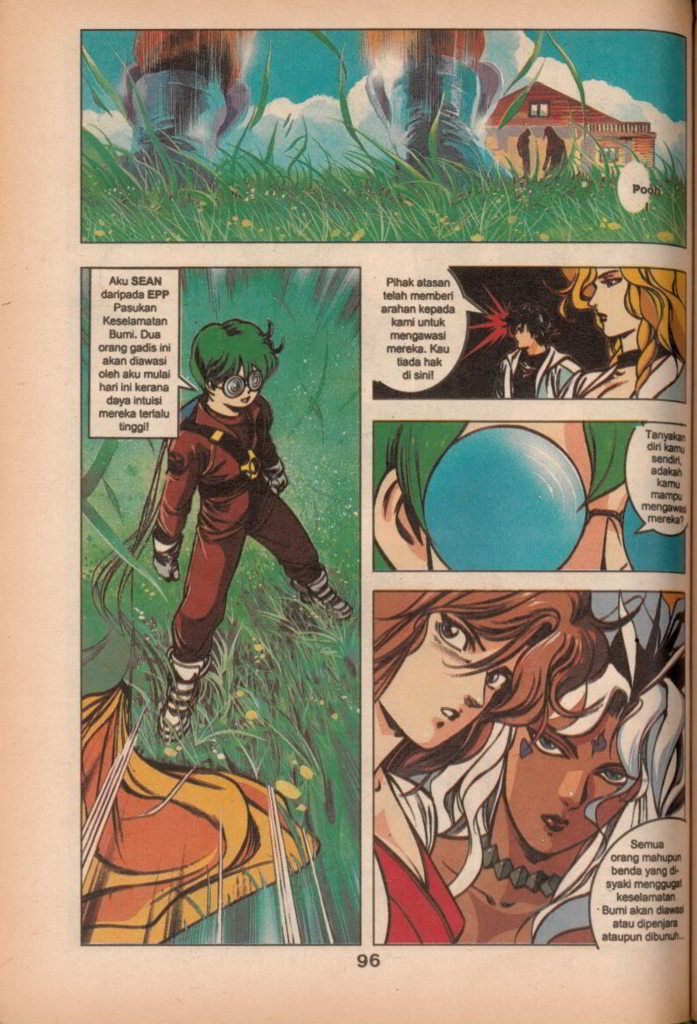 Pooh
!
Aku SEAN
daripada EPP
Pasukan
Keselamatan
Bumi. Dua
orang gadis ini
akan diawasi
oleh aku mulai
hari ini kerana
daya intuisi
mereka terlalu
tinggi!
Pihak atasan
telah memberi
arahan kepada
kami untuk
mengawasi
mereka. Kau
tiada hak
di sini!
Tanyakan
diri kamu
sendiri,
adakah
kamu
mampu
mengawasi
mereka?
Semua
orang mahupun
benda yang di-
syaki menggugat
keselamatan
Bumi akan diawasi
atau dipenjara
ataupun dibunuh...
96